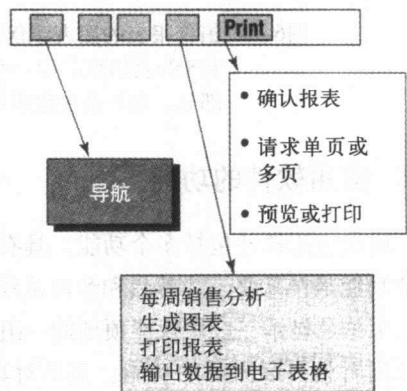 Print
• 确认报表
• 请求单页或
多页
• 预览或打印
导航
每周销售分析
生成图表
打印报表
输出数据到电子表格